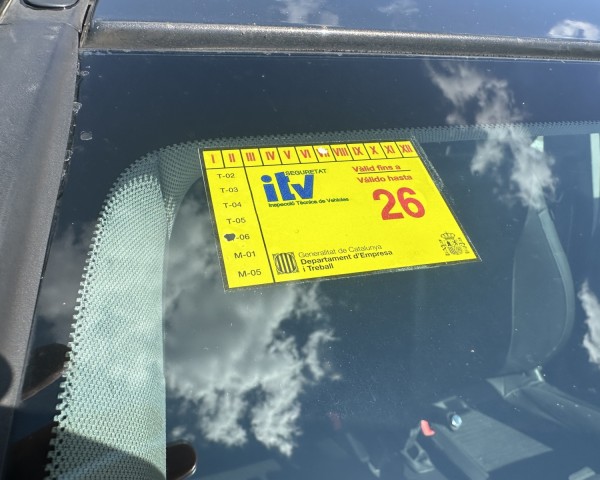 I II III IV V VI VII VIII IX X XI XII
T-02
T-03
T-04
T-05
-06
M-01
M-05
SEGURETAT
itv
Inspecció Tècnica de Vehicles
Vàlid fins a
Válido hasta
26
Generalitat de Catalunya
Departament d'Empresa
i Treball